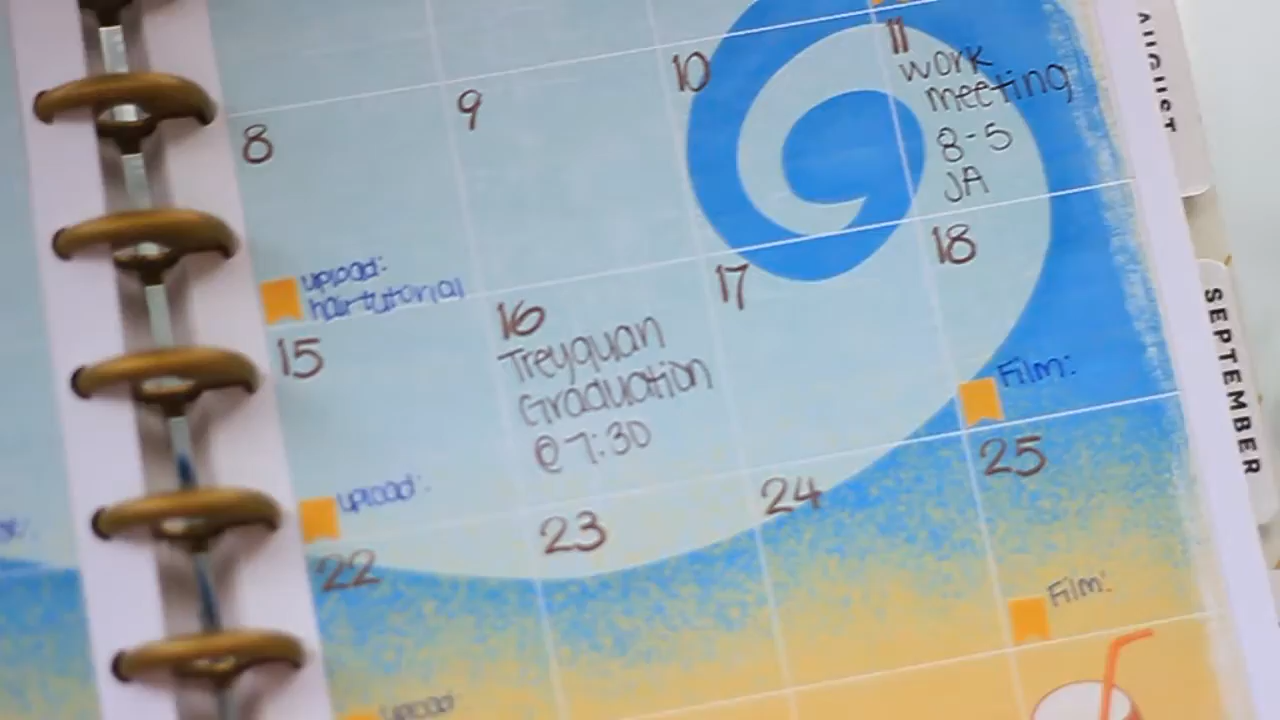 8
9
10
11
work
meeting
8-5
JA
upload:
hair tutorial
15
16
Treyquan
Graduation
@ 7:30
17
18
Film:
upload:
22
23
24
25
Film:
upload
AUGUST
SEPTEMBER